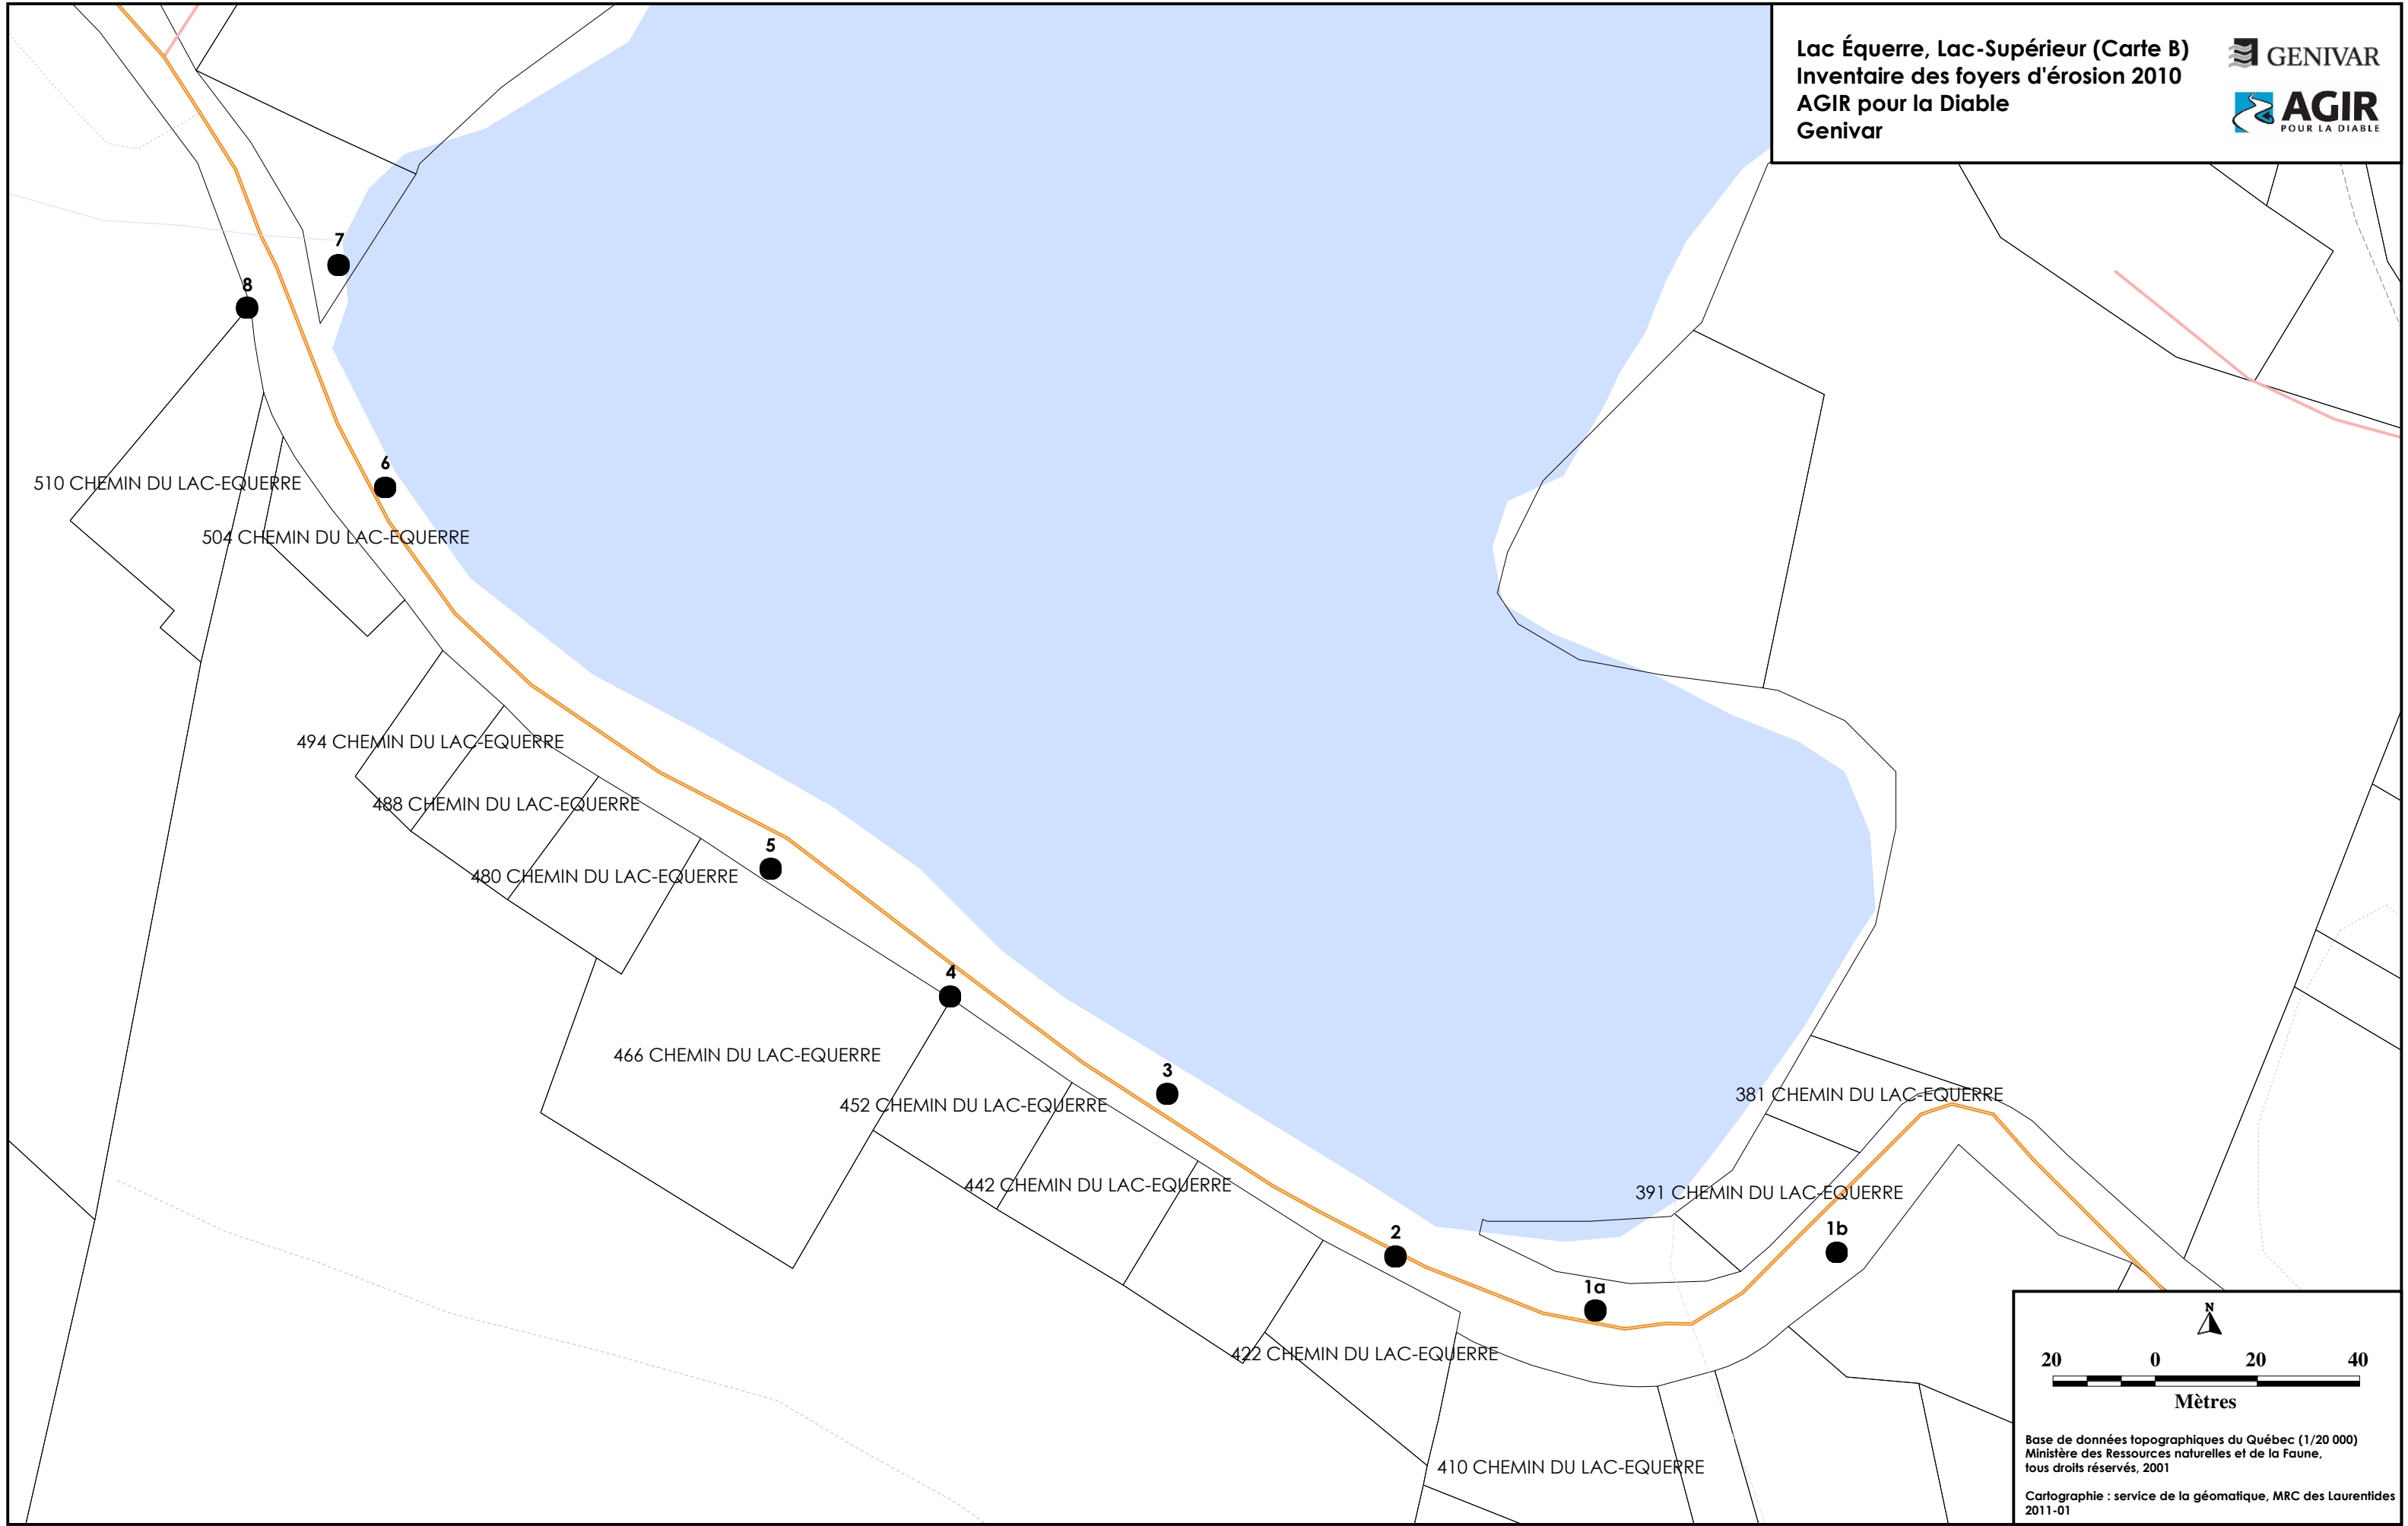 Lac Équerre, Lac-Supérieur (Carte B)
Inventaire des foyers d'érosion 2010
AGIR pour la Diable
Genivar
GENIVAR
AGIR
POUR LA DIABLE
7
8
6
510 CHEMIN DU LAC-EQUERRE
504 CHEMIN DU LAC-EQUERRE
494 CHEMIN DU LAC-EQUERRE
488 CHEMIN DU LAC-EQUERRE
5
480 CHEMIN DU LAC-EQUERRE
4
466 CHEMIN DU LAC-EQUERRE
3
452 CHEMIN DU LAC-EQUERRE
381 CHEMIN DU LAC-EQUERRE
442 CHEMIN DU LAC-EQUERRE
391 CHEMIN DU LAC-EQUERRE
2
1b
1a
422 CHEMIN DU LAC-EQUERRE
410 CHEMIN DU LAC-EQUERRE
N
20 0 20 40
Mètres
Base de données topographiques du Québec (1/20 000)
Ministère des Ressources naturelles et de la Faune,
tous droits réservés, 2001
Cartographie : service de la géomatique, MRC des Laurentides
2011-01